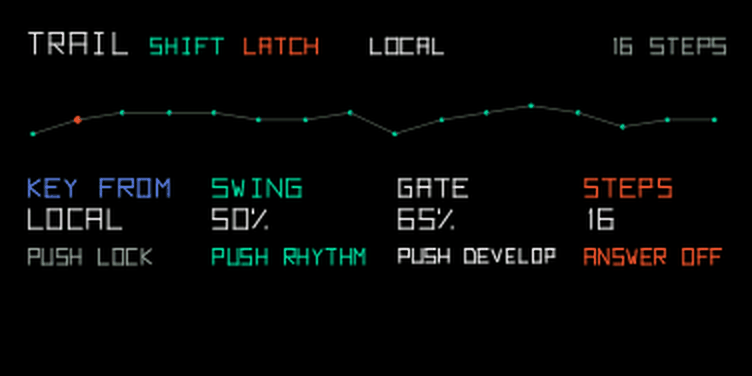 TRAIL SHIFT LATCH LOCAL 16 STEPS
KEY FROM SWING GATE STEPS
LOCAL 50% 65% 16
PUSH LOCK PUSH RHYTHM PUSH DEVELOP ANSWER OFF